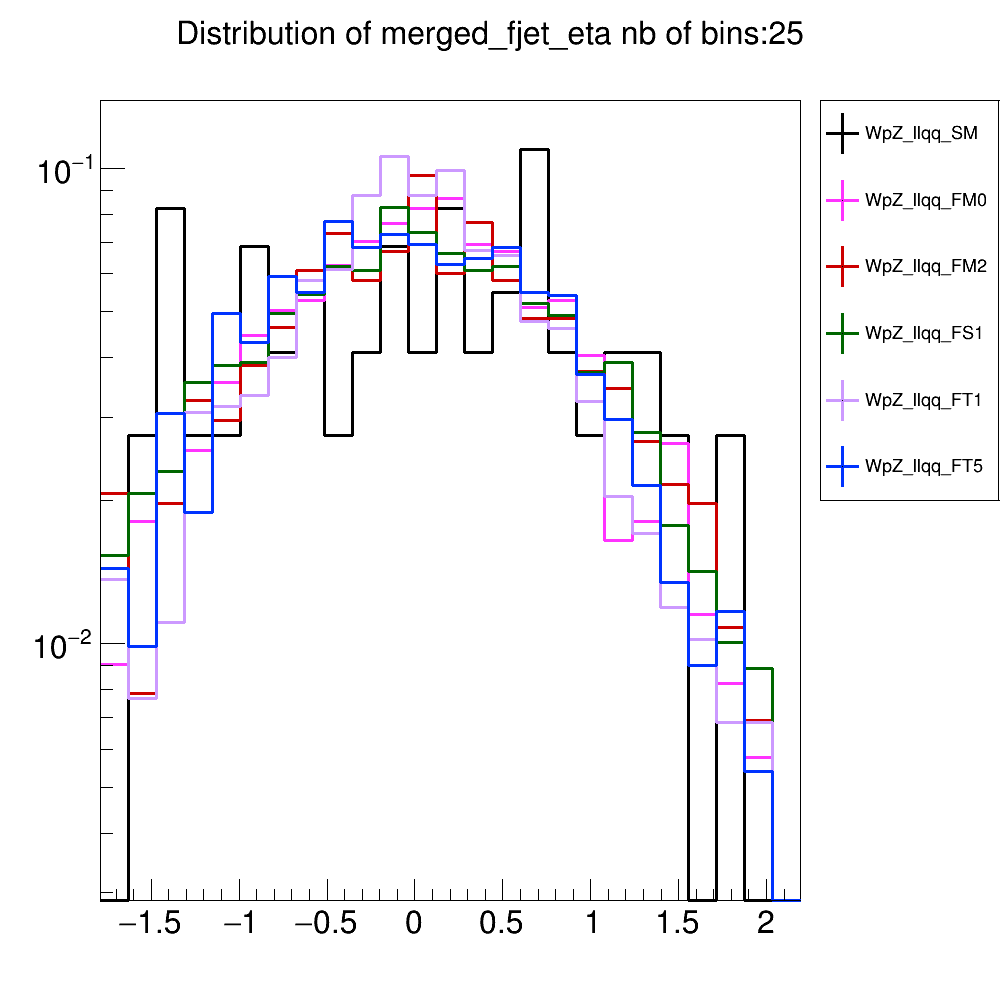 Distribution of merged_fjet_eta nb of bins:25
10−1
10−2
−1.5 −1 −0.5 0 0.5 1 1.5 2
WpZ_llqq_SM
WpZ_llqq_FM0
WpZ_llqq_FM2
WpZ_llqq_FS1
WpZ_llqq_FT1
WpZ_llqq_FT5